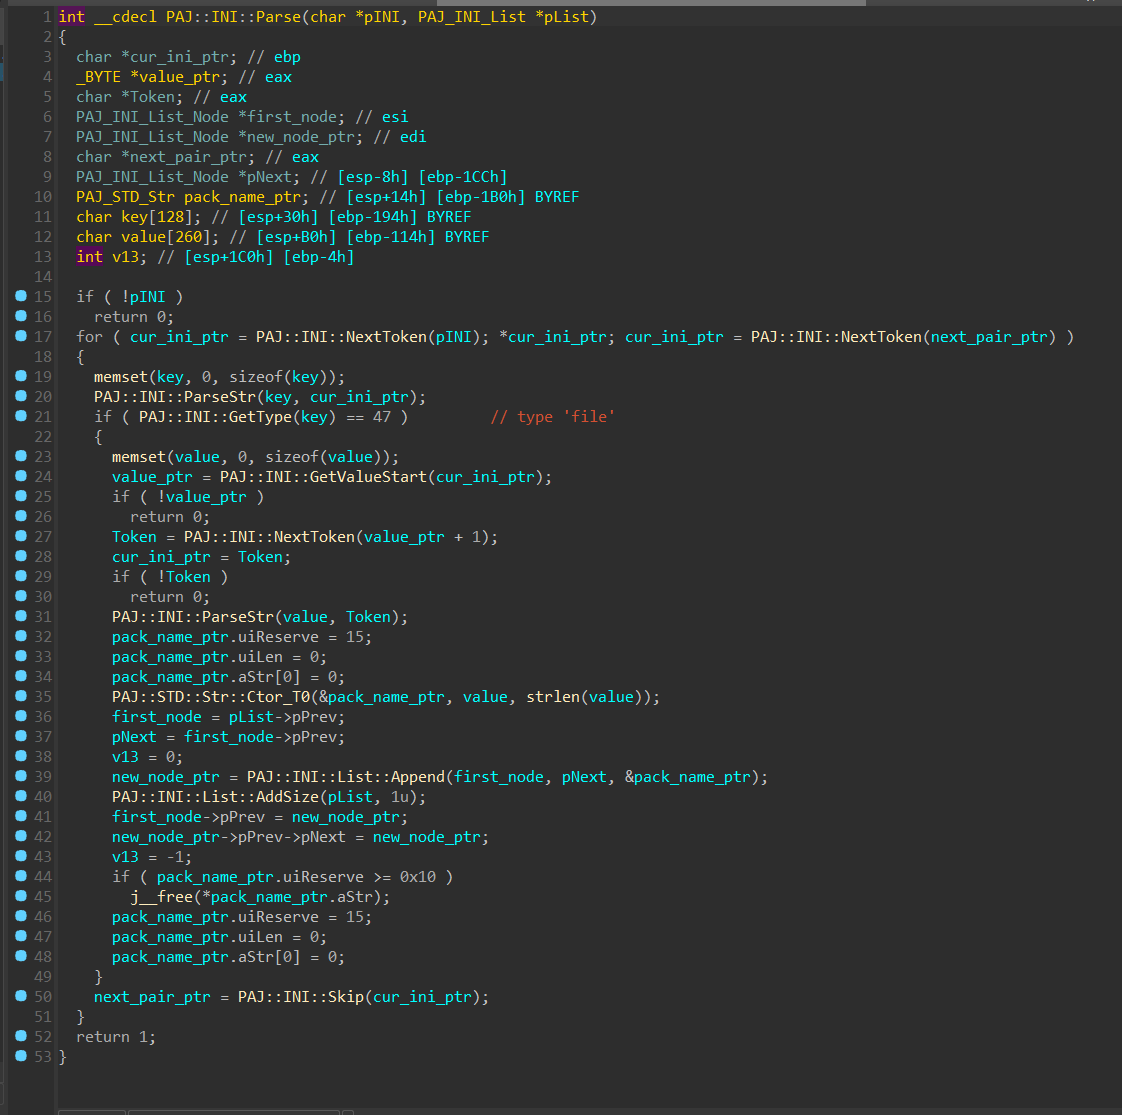 1 int __cdecl PAJ::INI::Parse(char *pINI, PAJ_INI_List *pList)
2 {
3   char *cur_ini_ptr; // ebp
4   _BYTE *value_ptr; // eax
5   char *Token; // eax
6   PAJ_INI_List_Node *first_node; // esi
7   PAJ_INI_List_Node *new_node_ptr; // edi
8   char *next_pair_ptr; // eax
9   PAJ_INI_List_Node *pNext; // [esp-8h] [ebp-1CCh]
10   PAJ_STD_Str pack_name_ptr; // [esp+14h] [ebp-1B0h] BYREF
11   char key[128]; // [esp+30h] [ebp-194h] BYREF
12   char value[260]; // [esp+B0h] [ebp-114h] BYREF
13   int v13; // [esp+1C0h] [ebp-4h]
14
15   if ( !pINI )
16     return 0;
17   for ( cur_ini_ptr = PAJ::INI::NextToken(pINI); *cur_ini_ptr; cur_ini_ptr = PAJ::INI::NextToken(next_pair_ptr) )
18   {
19     memset(key, 0, sizeof(key));
20     PAJ::INI::ParseStr(key, cur_ini_ptr);
21     if ( PAJ::INI::GetType(key) == 47 )         // type 'file'
22     {
23       memset(value, 0, sizeof(value));
24       value_ptr = PAJ::INI::GetValueStart(cur_ini_ptr);
25       if ( !value_ptr )
26         return 0;
27       Token = PAJ::INI::NextToken(value_ptr + 1);
28       cur_ini_ptr = Token;
29       if ( !Token )
30         return 0;
31       PAJ::INI::ParseStr(value, Token);
32       pack_name_ptr.uiReserve = 15;
33       pack_name_ptr.uiLen = 0;
34       pack_name_ptr.aStr[0] = 0;
35       PAJ::STD::Str::Ctor_T0(&pack_name_ptr, value, strlen(value));
36       first_node = pList->pPrev;
37       pNext = first_node->pPrev;
38       v13 = 0;
39       new_node_ptr = PAJ::INI::List::Append(first_node, pNext, &pack_name_ptr);
40       PAJ::INI::List::AddSize(pList, 1u);
41       first_node->pPrev = new_node_ptr;
42       new_node_ptr->pPrev->pNext = new_node_ptr;
43       v13 = -1;
44       if ( pack_name_ptr.uiReserve >= 0x10 )
45         j__free(*pack_name_ptr.aStr);
46       pack_name_ptr.uiReserve = 15;
47       pack_name_ptr.uiLen = 0;
48       pack_name_ptr.aStr[0] = 0;
49     }
50     next_pair_ptr = PAJ::INI::Skip(cur_ini_ptr);
51   }
52   return 1;
53 }